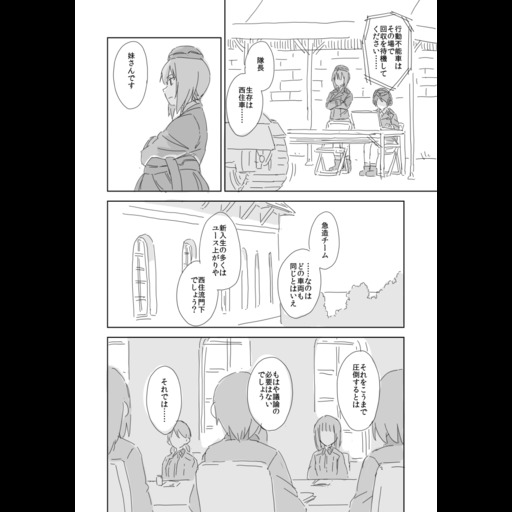 行動不能車は
その場で
回収を待機して
ください……
隊長
生存は
西住車……
妹さんです
急造チーム
……なのは
どの車両も
同じとはいえ
新入生の多くは
ユース上がりや
西住流門下
でしょう？
それをこうまで
圧倒するとは
もはや議論の
必要はない
でしょう
それでは……